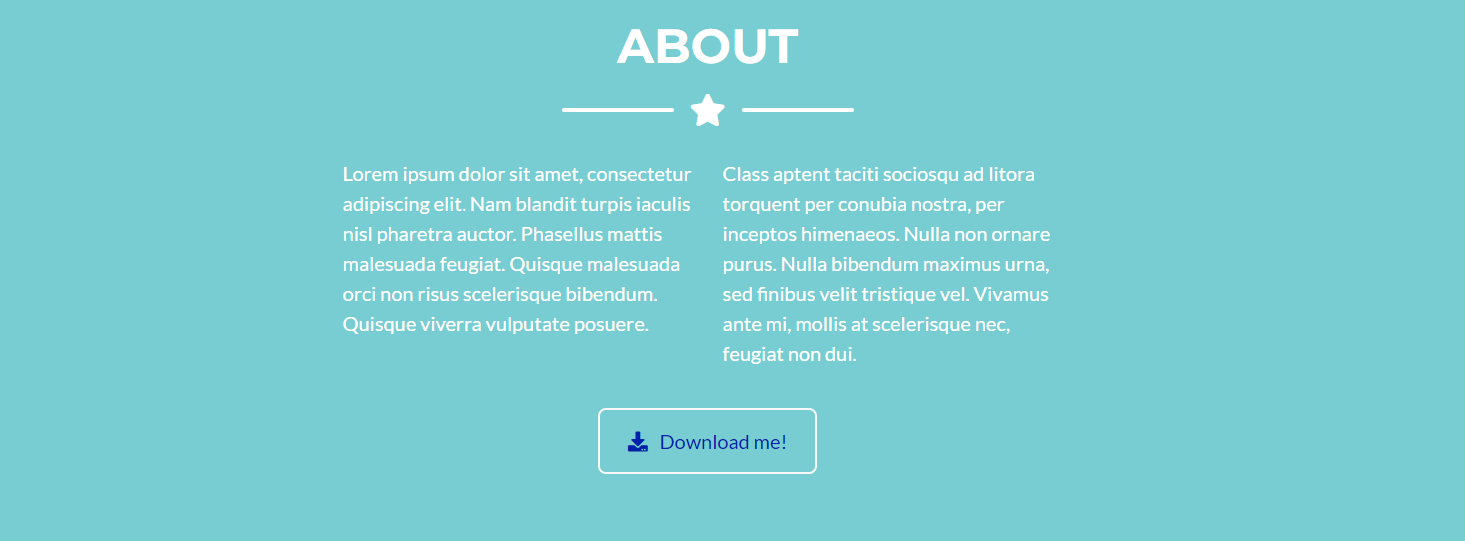 ABOUT
Lorem ipsum dolor sit amet, consectetur
adipiscing elit. Nam blandit turpis iaculis
nisl pharetra auctor. Phasellus mattis
malesuada feugiat. Quisque malesuada
orci non risus scelerisque bibendum.
Quisque viverra vulputate posuere.
Class aptent taciti sociosqu ad litora
torquent per conubia nostra, per
inceptos himenaeos. Nulla non ornare
purus. Nulla bibendum maximus urna,
sed finibus velit tristique vel. Vivamus
ante mi, mollis at scelerisque nec,
feugiat non dui.
Download me!